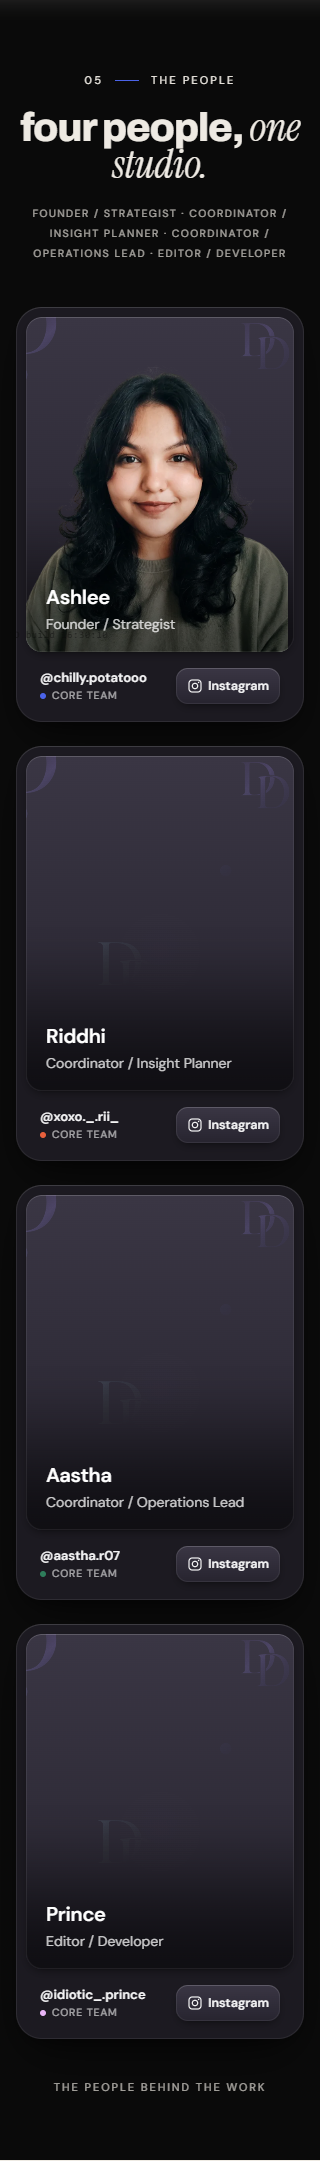 05 THE PEOPLE
four people, one
studio.
FOUNDER / STRATEGIST · COORDINATOR /
INSIGHT PLANNER · COORDINATOR /
OPERATIONS LEAD · EDITOR / DEVELOPER
Ashlee
Founder / Strategist
@chilly.potatooo
CORE TEAM
Instagram
Riddhi
Coordinator / Insight Planner
@xoxo._.rii_
CORE TEAM
Instagram
Aastha
Coordinator / Operations Lead
@aastha.r07
CORE TEAM
Instagram
Prince
Editor / Developer
@idiotic_.prince
CORE TEAM
Instagram
THE PEOPLE BEHIND THE WORK